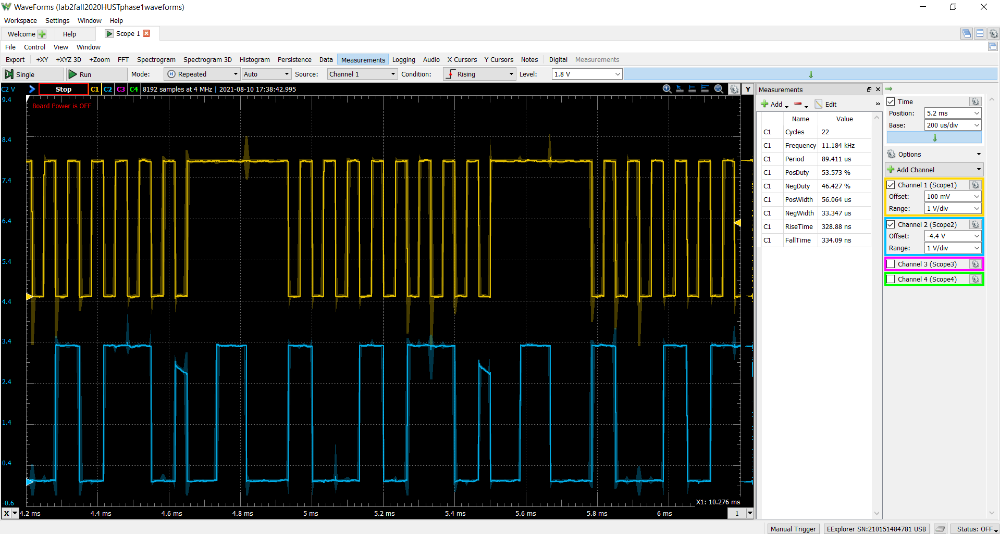 WaveForms (lab2fall2020HUSTphase1waveforms)
Workspace Settings Window Help
Welcome Help Scope 1
File Control View Window
Export +XY +XYZ 3D +Zoom FFT Spectrogram Spectrogram 3D Histogram Persistence Data Measurements Logging Audio X Cursors Y Cursors Notes Digital Measurements
Single Run Mode: Repeated Auto Source: Channel 1 Condition: Rising Level: 1.8 V
C2 V Stop C1 C2 C3 C4 8192 samples at 4 MHz | 2021-08-10 17:38:42.995 Y
Board Power is OFF
9.4
8.4
7.4
6.4
5.4
4.4
3.4
2.4
1.4
0.4
-0.6
X1: 10.276 ms
X 4.2 ms 4.4 ms 4.6 ms 4.8 ms 5 ms 5.2 ms 5.4 ms 5.6 ms 5.8 ms 6 ms 1
Measurements
Add Edit »
Name Value
C1 Cycles 22
C1 Frequency 11.184 kHz
C1 Period 89.411 us
C1 PosDuty 53.573 %
C1 NegDuty 46.427 %
C1 PosWidth 56.064 us
C1 NegWidth 33.347 us
C1 RiseTime 328.88 ns
C1 FallTime 334.09 ns
Time
Position: 5.2 ms
Base: 200 us/div
Options
Add Channel
Channel 1 (Scope1)
Offset: 100 mV
Range: 1 V/div
Channel 2 (Scope2)
Offset: -4.4 V
Range: 1 V/div
Channel 3 (Scope3)
Channel 4 (Scope4)
Manual Trigger EExplorer SN:210151484781 USB Status: OFF